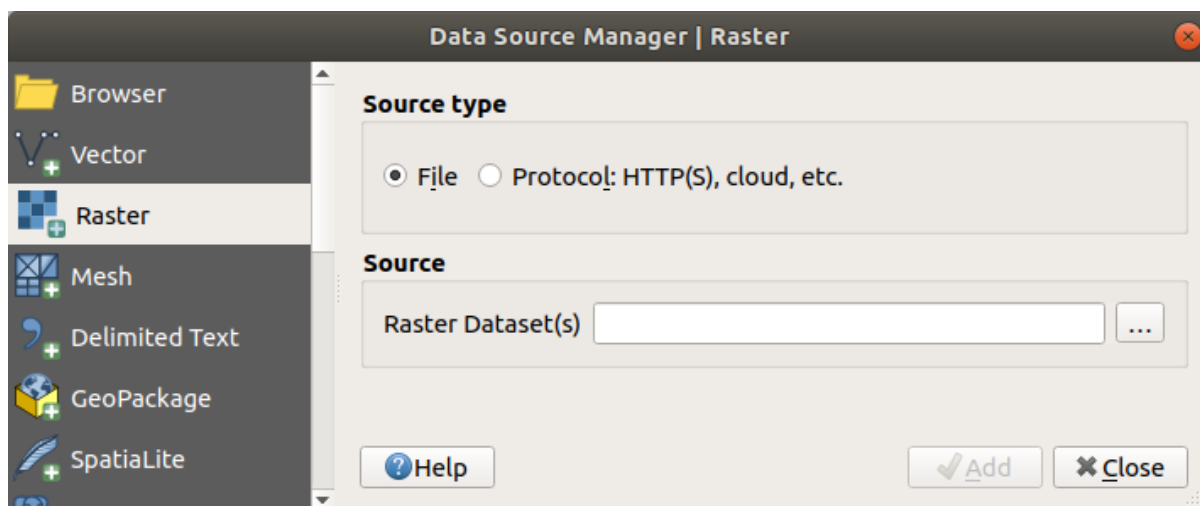 Data Source Manager | Raster
Browser
Vector
Raster
Mesh
Delimited Text
GeoPackage
SpatiaLite
Source type
File
Protocol: HTTP(S), cloud, etc.
Source
Raster Dataset(s)
...
Help
Add
Close